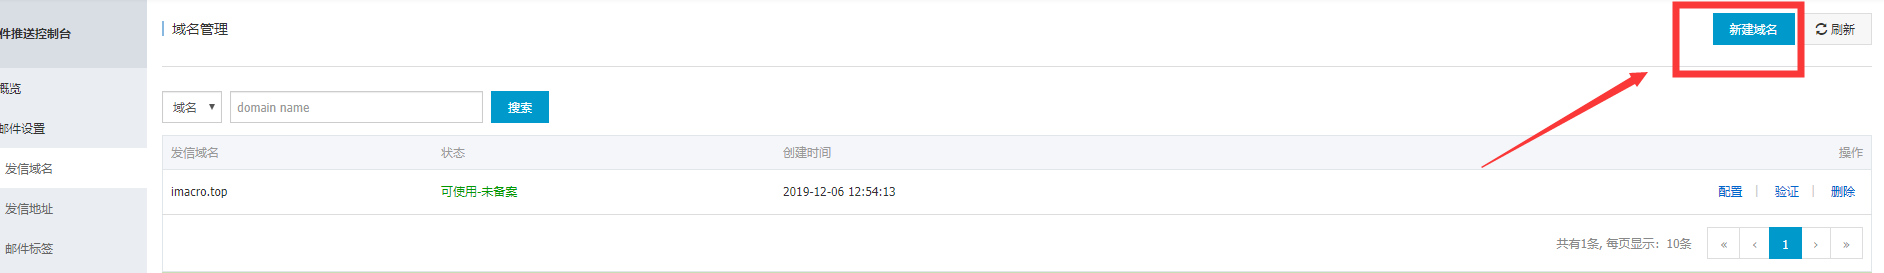 件推送控制台
概览
邮件设置
发信域名
发信地址
邮件标签
域名管理
新建域名 刷新
域名 domain name 搜索
发信域名 状态 创建时间 操作
imacro.top 可使用-未备案 2019-12-06 12:54:13 配置 | 验证 | 删除
共有1条, 每页显示: 10条 « ‹ 1 › »